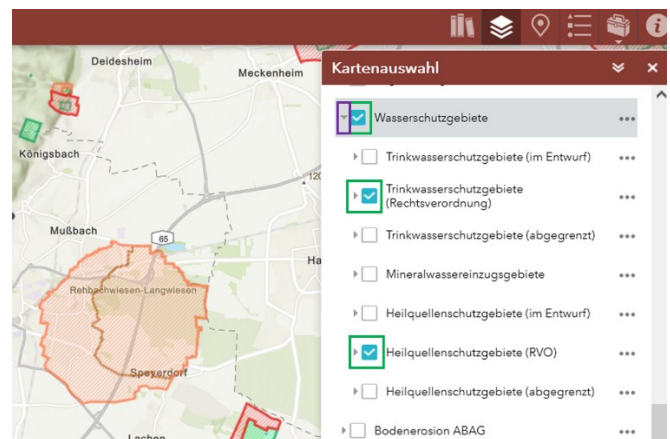 Deidesheim
Meckenheim
Königsbach
Mußbach
65
Rehbachwiesen-Langwiesen
Speyerdorf
Lachen
Kartenauswahl
Wasserschutzgebiete
Trinkwasserschutzgebiete (im Entwurf)
Trinkwasserschutzgebiete
(Rechtsverordnung)
Trinkwasserschutzgebiete (abgegrenzt)
Mineralwassereinzugsgebiete
Heilquellenschutzgebiete (im Entwurf)
Heilquellenschutzgebiete (RVO)
Heilquellenschutzgebiete (abgegrenzt)
Bodenerosion ABAG